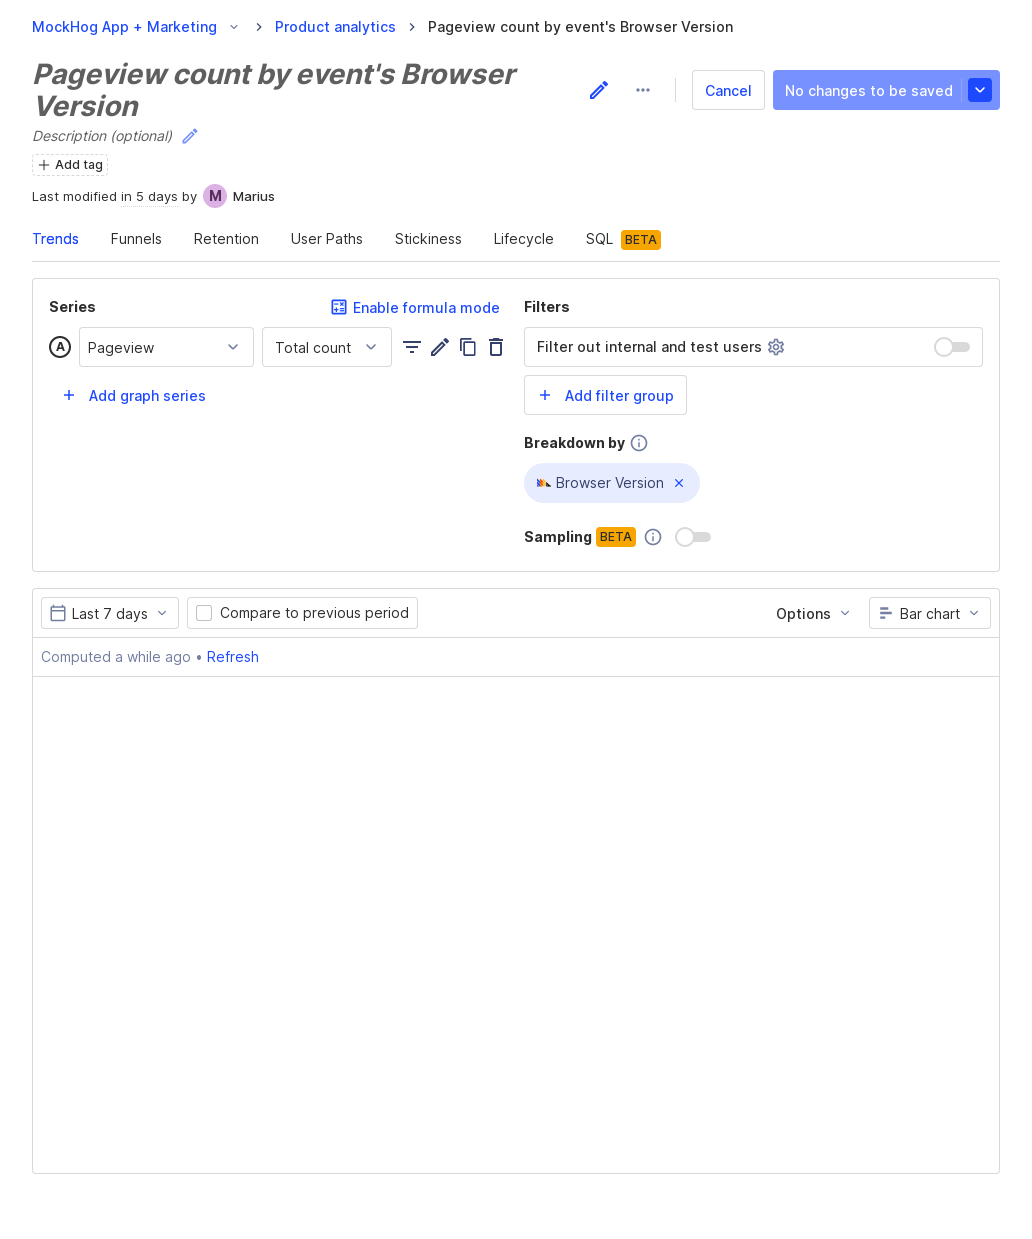 MockHog App + Marketing
Product analytics
Pageview count by event's Browser Version
Pageview count by event's Browser
Version
No changes to be saved
Cancel
Description (optional)
Add tag
Last modified in 5 days by M Marius
Trends
Funnels
Retention
User Paths
Stickiness
Lifecycle
SQL BETA
Series
Enable formula mode
A
Pageview
Total count
Add graph series
Filters
Filter out internal and test users
Add filter group
Breakdown by
Browser Version
Sampling BETA
Last 7 days
Compare to previous period
Options
Bar chart
Computed a while ago • Refresh